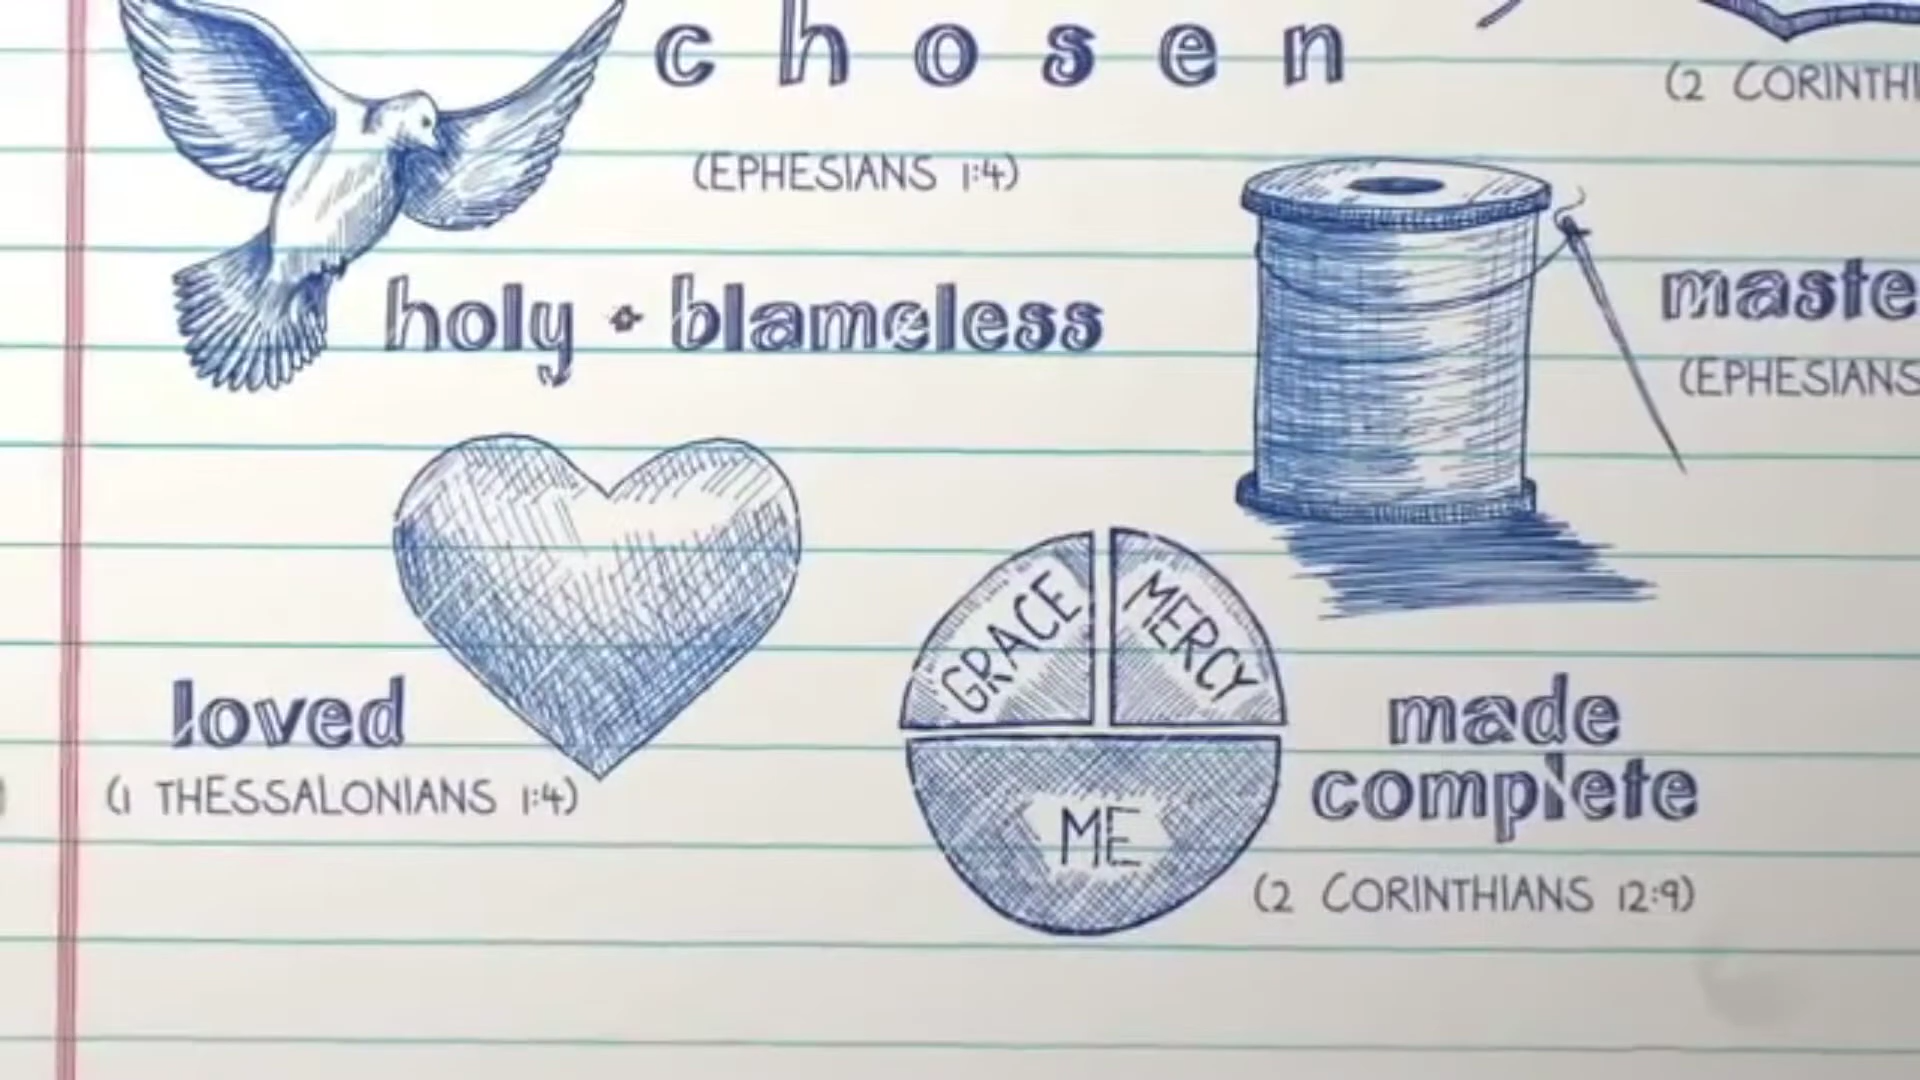 chosen
(2 CORINTHI
(EPHESIANS 1:4)
holy • blameless
maste
(EPHESIANS
GRACE
MERCY
ME
loved
(1 THESSALONIANS 1:4)
made
complete
(2 CORINTHIANS 12:9)